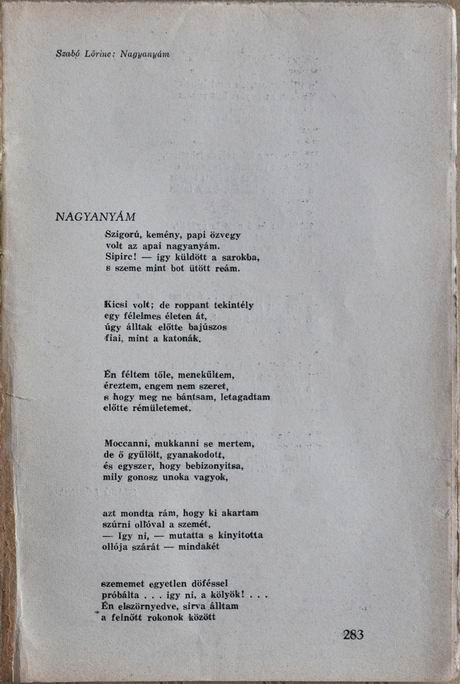 Szabó Lőrinc: Nagyanyám
NAGYANYÁM
Szigorú, kemény, papi özvegy
volt az apai nagyanyám.
Sipirc! — így küldött a sarokba,
s szeme mint bot ütött reám.
Kicsi volt; de roppant tekintély
egy félelmes életen át,
úgy álltak előtte bajúszos
fiai, mint a katonák.
Én féltem tőle, menekültem,
éreztem, engem nem szeret,
s hogy meg ne bántsam, letagadtam
előtte rémületemet.
Moccanni, mukkanni se mertem,
de ő gyűlölt, gyanakodott,
és egyszer, hogy bebizonyitsa,
mily gonosz unoka vagyok,
azt mondta rám, hogy ki akartam
szúrni ollóval a szemét.
— Igy ni, — mutatta s kinyitotta
ollója szárát — mindakét
szememet egyetlen döféssel
próbálta . . . igy ni, a kölyök! . . .
Én elszörnyedve, sirva álltam
a felnőtt rokonok között
283